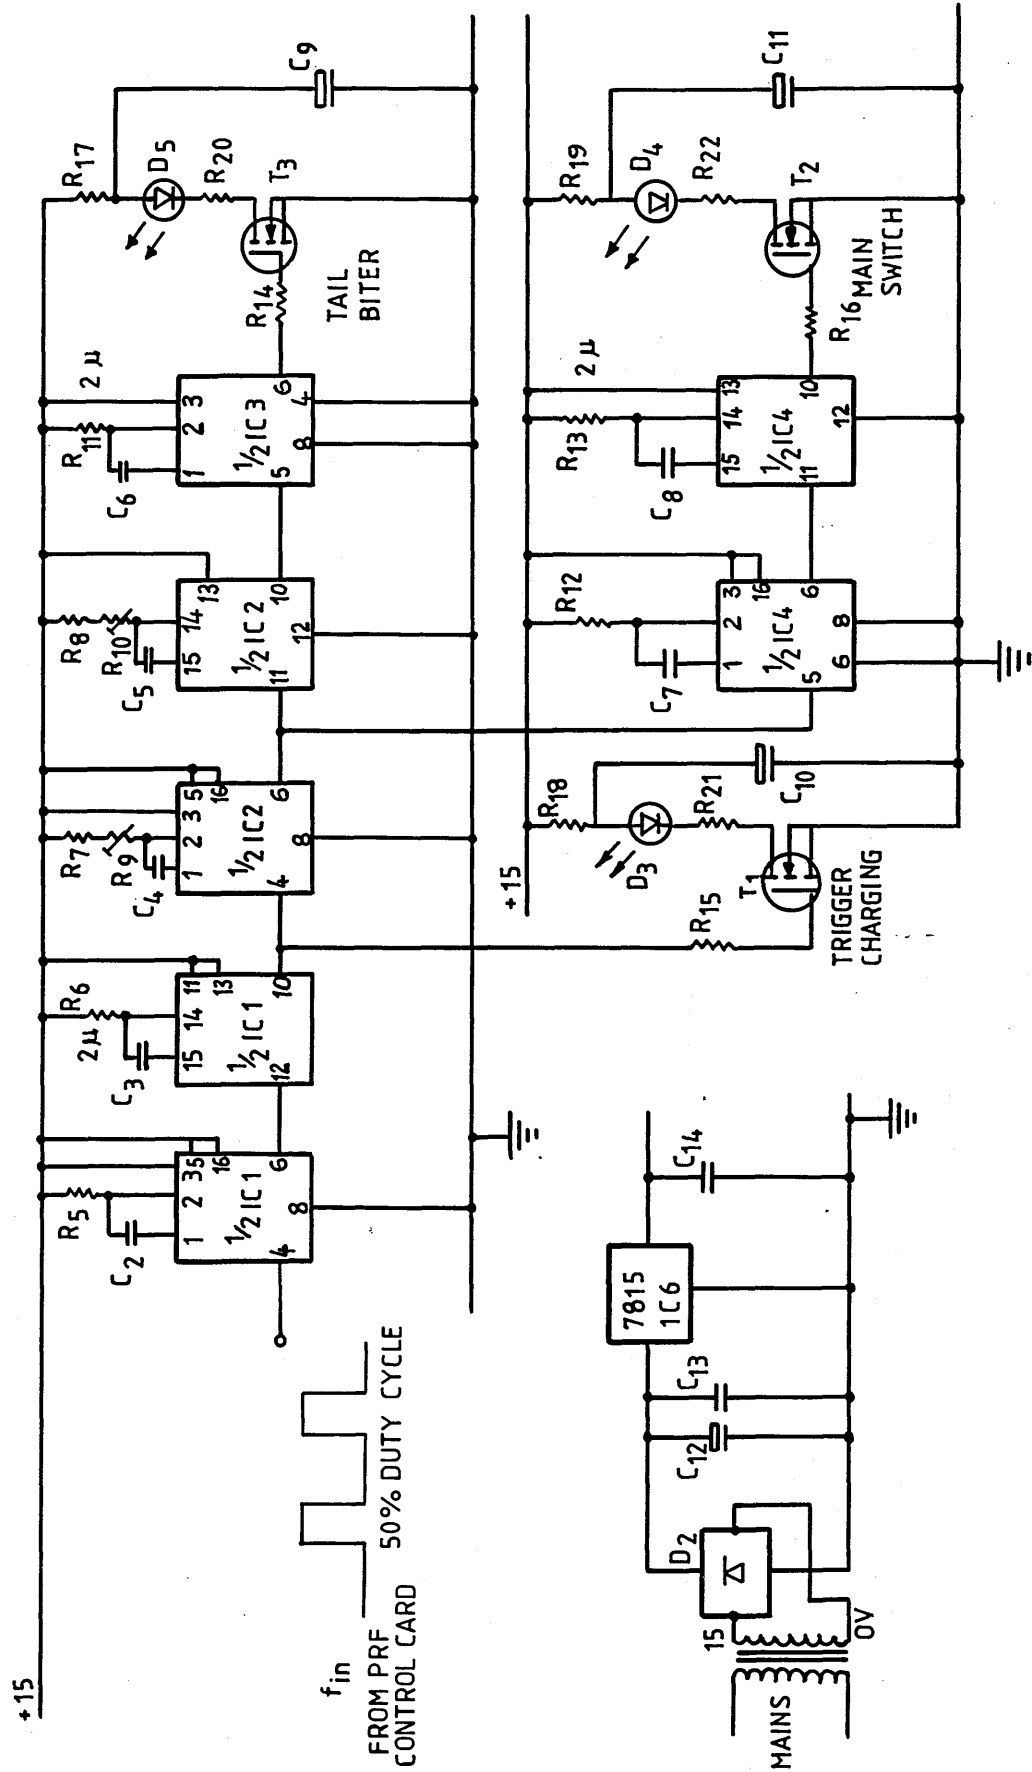 +15
R5
C2
1
2
3
5
16
1/2 IC1
4
6
8
R6
2µ
C3
15
14
11
13
1/2 IC1
12
10
R7
R9
C4
1
2
3
5
16
1/2 IC2
4
6
8
R8
R10
C5
15
14
13
1/2 IC2
11
10
12
R11
2µ
C6
1
2
3
1/2 IC3
5
6
8
4
R17
D5
R20
C9
T3
R14
TAIL
BITER
fin
FROM PRF
CONTROL CARD
50% DUTY CYCLE
+15
R18
D3
R21
C10
T1
R15
TRIGGER
CHARGING
R12
C7
1
2
3
16
1/2 IC4
5
6
6
8
R13
2µ
C8
15
14
13
1/2 IC4
11
10
12
R19
D4
R22
C11
T2
R16
MAIN
SWITCH
MAINS
15
0V
D2
C12
C13
7815
1C6
C14